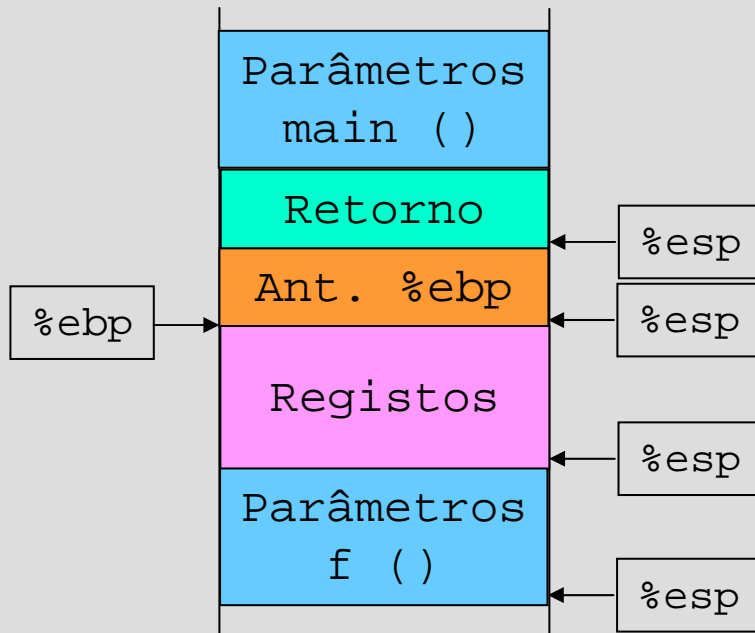 Parâmetros
main ()
Retorno
%esp
Ant. %ebp
%esp
%ebp
Registos
%esp
Parâmetros
f ()
%esp